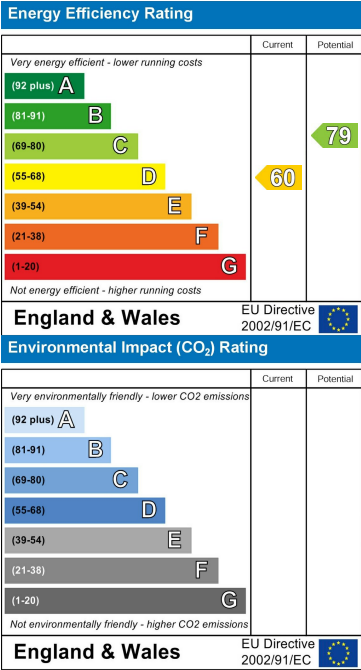 Energy Efficiency Rating
Current Potential
Very energy efficient - lower running costs
(92 plus) A
(81-91) B
(69-80) C
79
(55-68) D
60
(39-54) E
(21-38) F
(1-20) G
Not energy efficient - higher running costs
England & Wales
EU Directive
2002/91/EC
Environmental Impact (CO₂) Rating
Current Potential
Very environmentally friendly - lower CO2 emissions
(92 plus) A
(81-91) B
(69-80) C
(55-68) D
(39-54) E
(21-38) F
(1-20) G
Not environmentally friendly - higher CO2 emissions
England & Wales
EU Directive
2002/91/EC